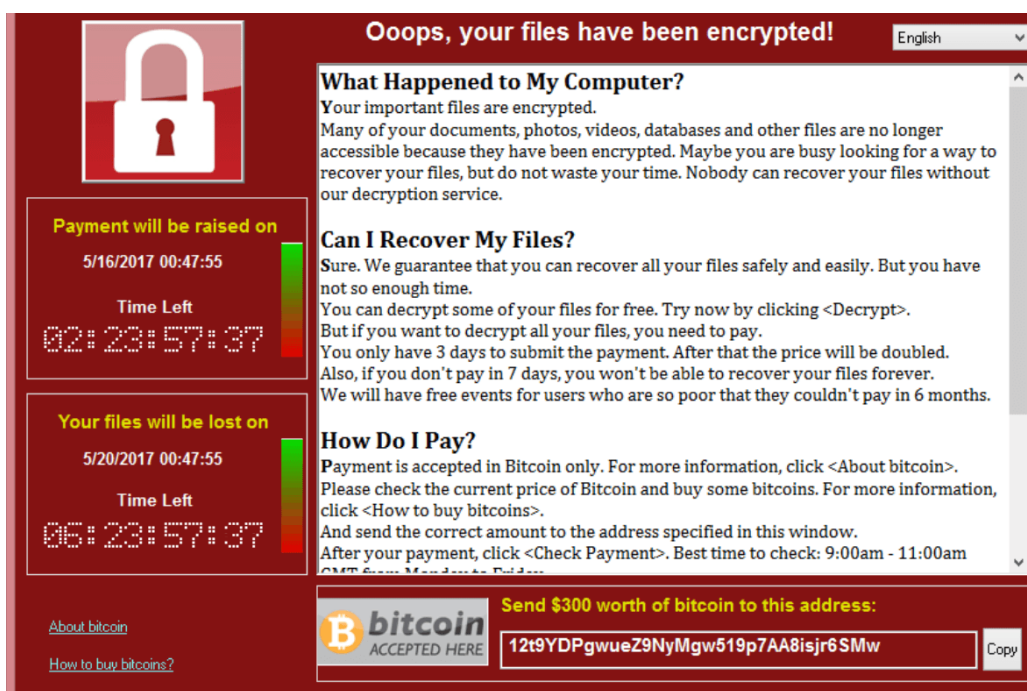 Ooops, your files have been encrypted!
English
Payment will be raised on
5/16/2017 00:47:55
Time Left
02:23:57:37
Your files will be lost on
5/20/2017 00:47:55
Time Left
06:23:57:37
About bitcoin
How to buy bitcoins?
What Happened to My Computer?
Your important files are encrypted.
Many of your documents, photos, videos, databases and other files are no longer
accessible because they have been encrypted. Maybe you are busy looking for a way to
recover your files, but do not waste your time. Nobody can recover your files without
our decryption service.
Can I Recover My Files?
Sure. We guarantee that you can recover all your files safely and easily. But you have
not so enough time.
You can decrypt some of your files for free. Try now by clicking <Decrypt>.
But if you want to decrypt all your files, you need to pay.
You only have 3 days to submit the payment. After that the price will be doubled.
Also, if you don't pay in 7 days, you won't be able to recover your files forever.
We will have free events for users who are so poor that they couldn't pay in 6 months.
How Do I Pay?
Payment is accepted in Bitcoin only. For more information, click <About bitcoin>.
Please check the current price of Bitcoin and buy some bitcoins. For more information,
click <How to buy bitcoins>.
And send the correct amount to the address specified in this window.
After your payment, click <Check Payment>. Best time to check: 9:00am - 11:00am
GMT from Monday to Friday
bitcoin
ACCEPTED HERE
Send $300 worth of bitcoin to this address:
12t9YDPgwueZ9NyMgw519p7AA8isjr6SMw
Copy